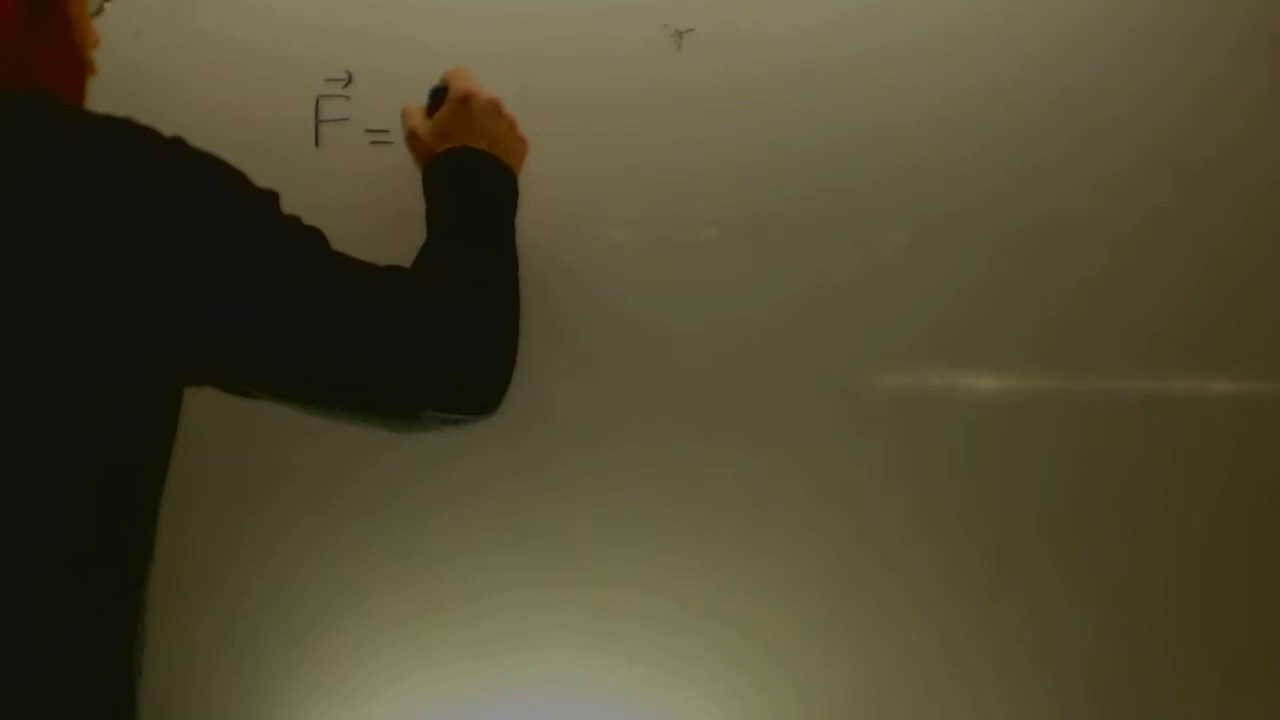 F⃗ =